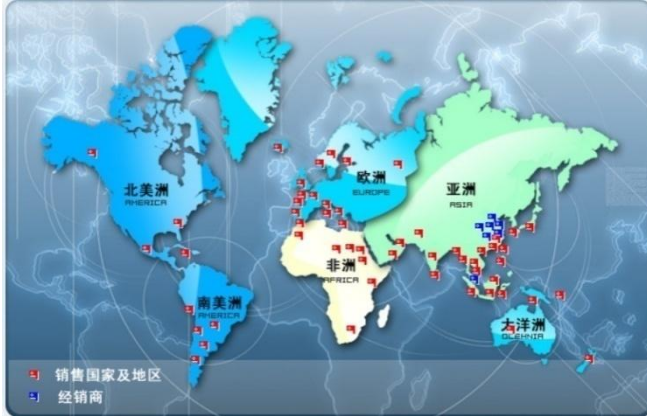 欧洲
EUROPE
亚洲
ASIA
北美洲
AMERICA
非洲
AFRICA
南美洲
AMERICA
大洋洲
OLEHNIA
销售国家及地区
经销商